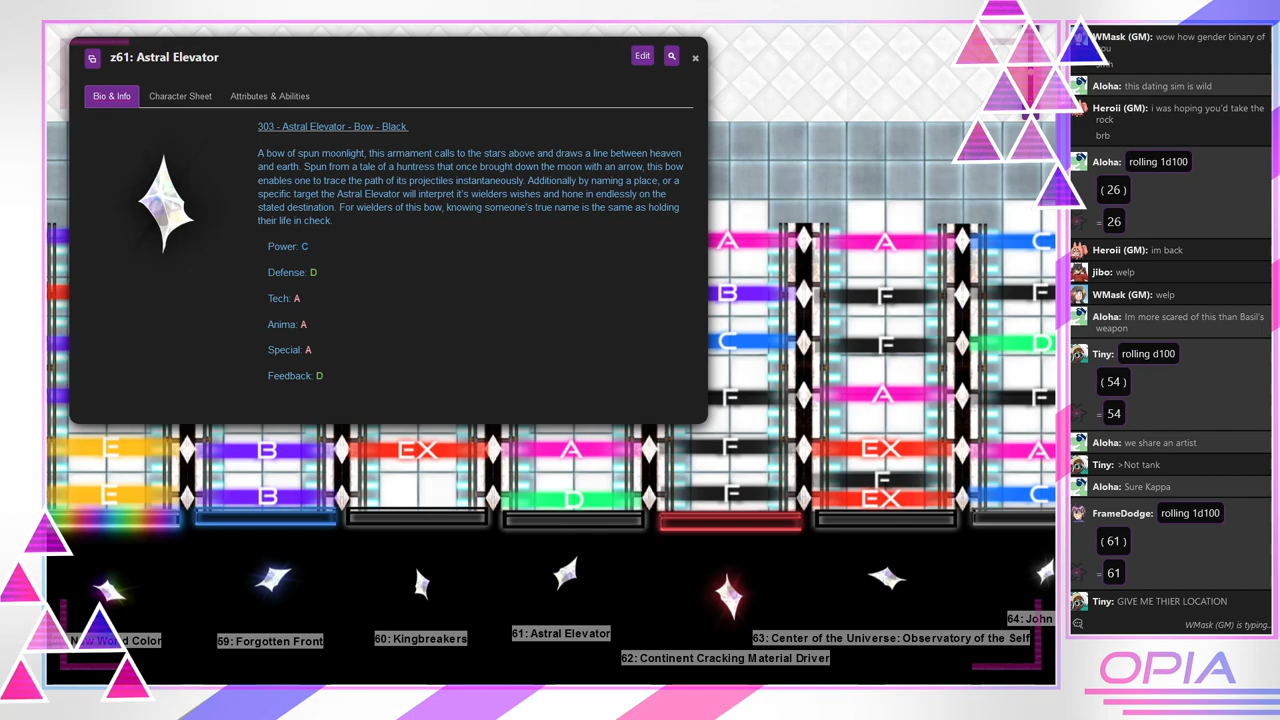 z61: Astral Elevator
Edit
Bio & Info
Character Sheet
Attributes & Abilities
303 - Astral Elevator - Bow - Black
A bow of spun moonlight, this armament calls to the stars above and draws a line between heaven
and earth. Spun from a tale of a huntress that once brought down the moon with an arrow, this bow
enables one to trace the path of its projectiles instantaneously. Additionally by naming a place, or a
specific target the Astral Elevator will interpret it's wielders wishes and hone in endlessly on the
stated destination. For wielders of this bow, knowing someone's true name is the same as holding
their life in check.
Power: C
Defense: D
Tech: A
Anima: A
Special: A
Feedback: D
A A C
B F F
C F D
F A
E B EX A F EX A
F
E B D F EX C
World Color
59: Forgotten Front
60: Kingbreakers
61: Astral Elevator
62: Continent Cracking Material Driver
63: Center of the Universe: Observatory of the Self
64: John
WMask (GM): wow how gender binary of
you
Aloha: this dating sim is wild
Heroii (GM): i was hoping you'd take the
rock
brb
Aloha: rolling 1d100
( 26 )
= 26
Heroii (GM): im back
jibo: welp
WMask (GM): welp
Aloha: Im more scared of this than Basil's
weapon
Tiny: rolling d100
( 54 )
= 54
Aloha: we share an artist
Tiny: >Not tank
Aloha: Sure Kappa
FrameDodge: rolling 1d100
( 61 )
= 61
Tiny: GIVE ME THIER LOCATION
WMask (GM) is typing...
OPIA